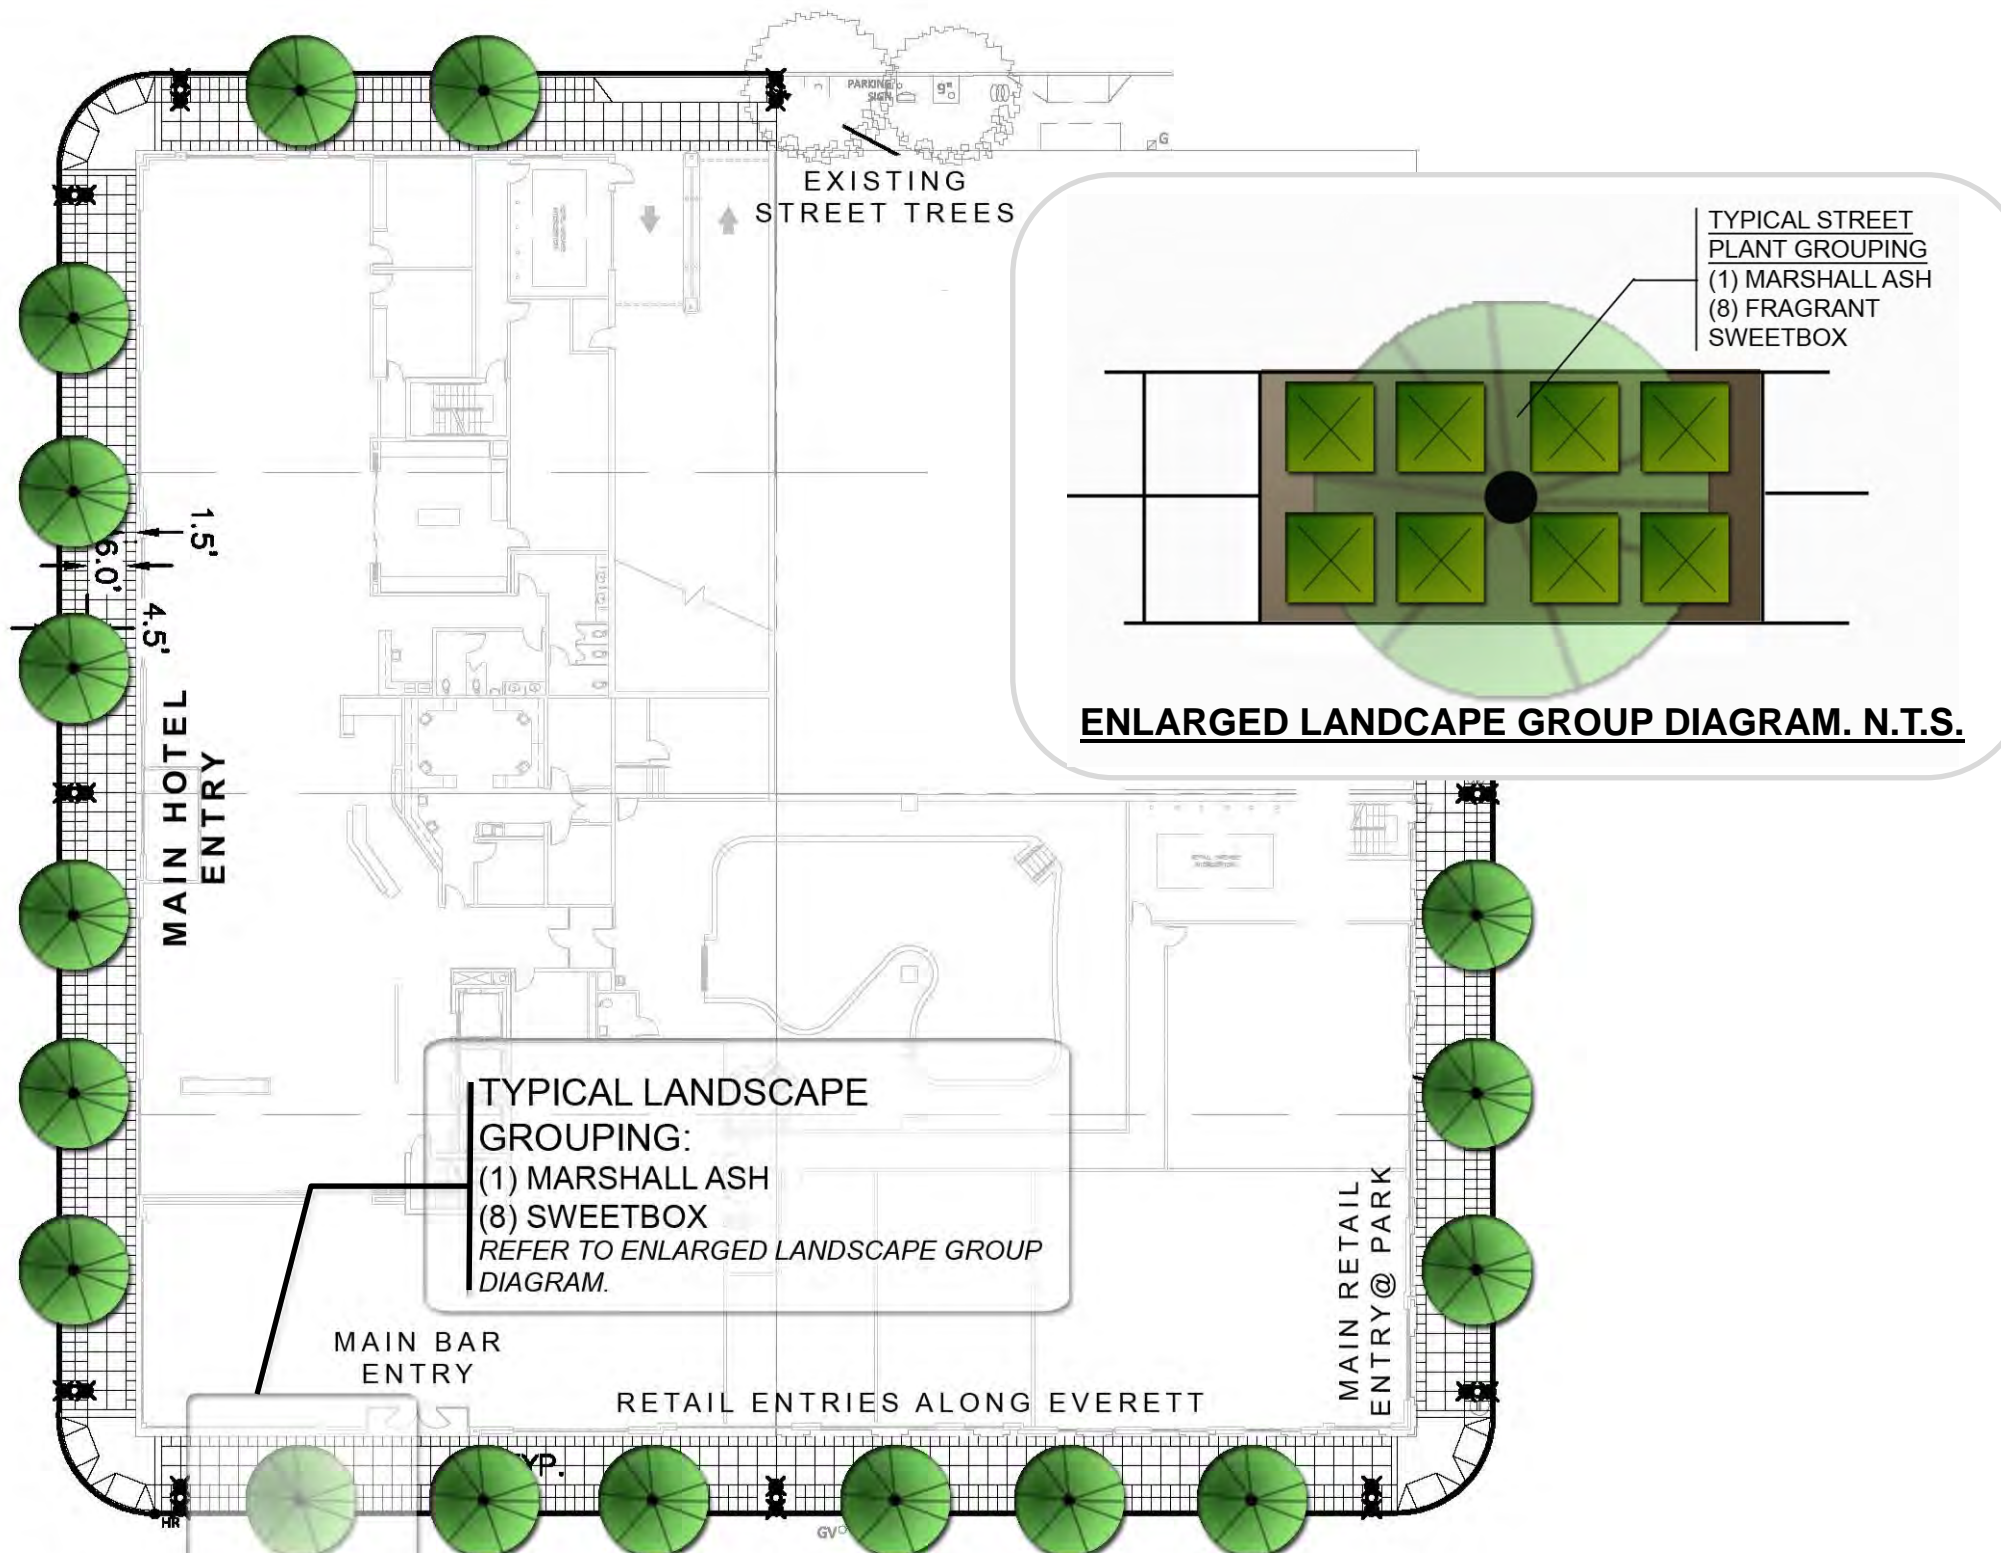 PARKING
SIGN
9"
G
EXISTING
STREET TREES
TYPICAL STREET
PLANT GROUPING
(1) MARSHALL ASH
(8) FRAGRANT
SWEETBOX
ENLARGED LANDCAPE GROUP DIAGRAM. N.T.S.
1.5'
6.0'
4.5'
MAIN HOTEL
ENTRY
TYPICAL LANDSCAPE
GROUPING:
(1) MARSHALL ASH
(8) SWEETBOX
REFER TO ENLARGED LANDSCAPE GROUP
DIAGRAM.
MAIN RETAIL
ENTRY@ PARK
MAIN BAR
ENTRY
RETAIL ENTRIES ALONG EVERETT
YP.
HR
GV